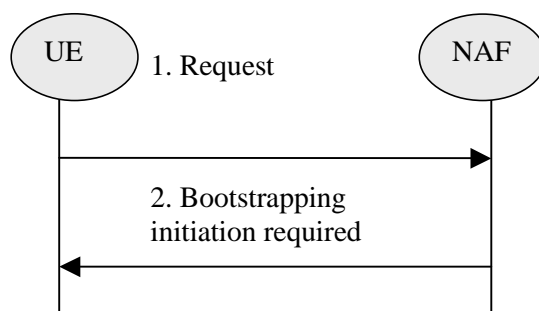 UE
NAF
1. Request
2. Bootstrapping
initiation required